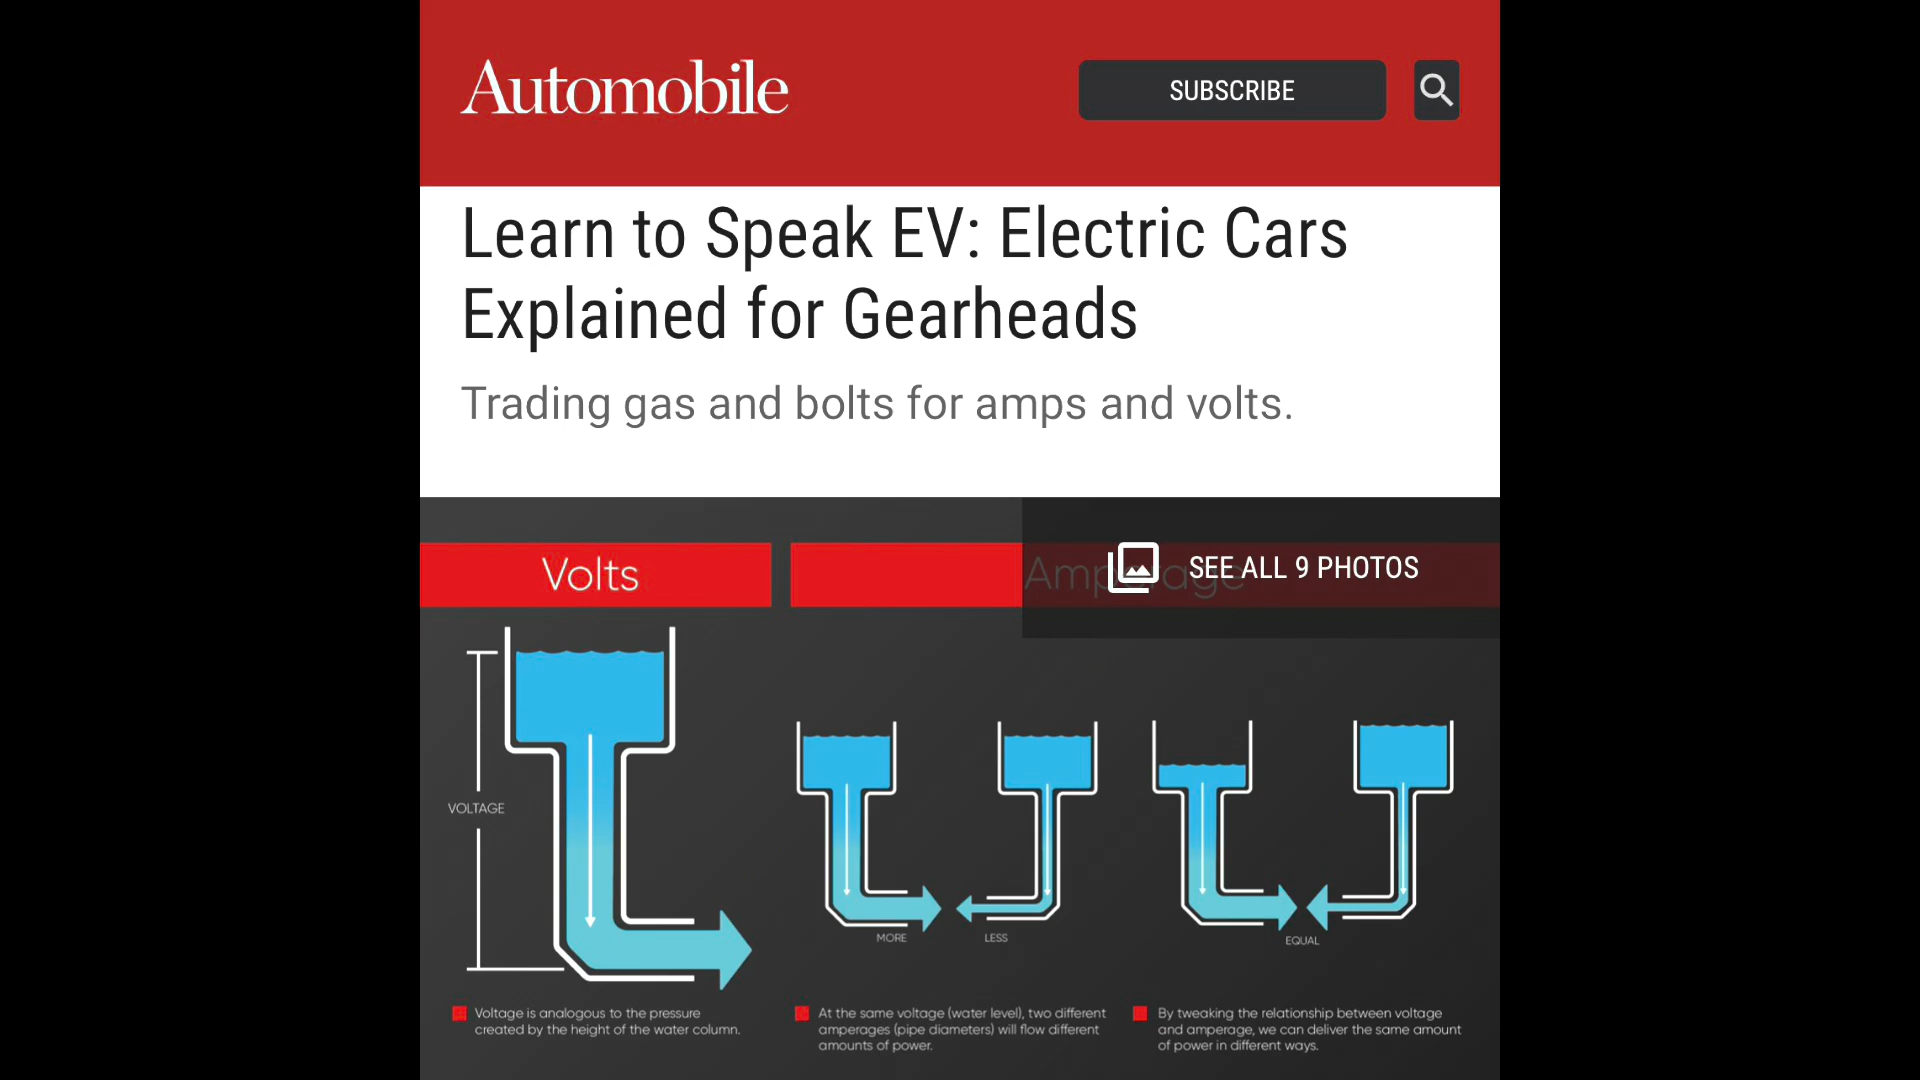 Automobile
SUBSCRIBE
Learn to Speak EV: Electric Cars
Explained for Gearheads
Trading gas and bolts for amps and volts.
SEE ALL 9 PHOTOS
Volts
Amperage
VOLTAGE
MORE
LESS
EQUAL
Voltage is analogous to the pressure
created by the height of the water column.
At the same voltage (water level), two different
amperages (pipe diameters) will flow different
amounts of power.
By tweaking the relationship between voltage
and amperage, we can deliver the same amount
of power in different ways.